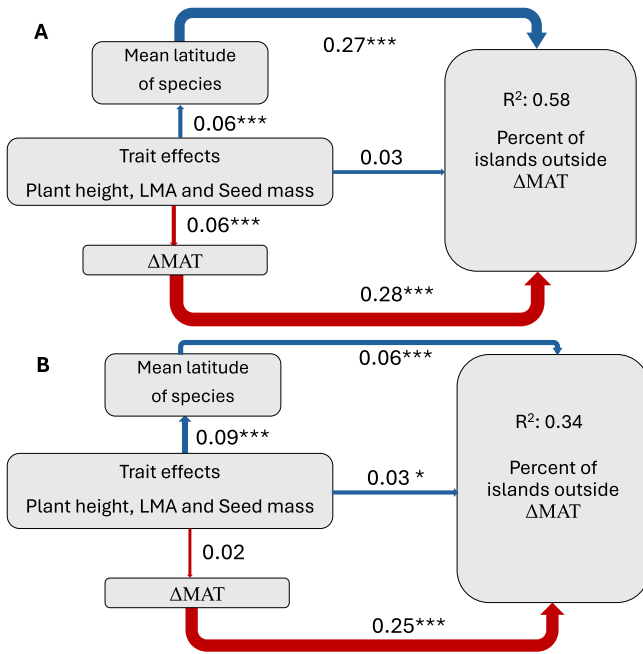 A
Mean latitude
of species
0.27***
R²: 0.58
Percent of
islands outside
ΔMAT
0.06***
Trait effects
Plant height, LMA and Seed mass
0.03
0.06***
ΔMAT
0.28***
B
Mean latitude
of species
0.06***
R²: 0.34
Percent of
islands outside
ΔMAT
0.09***
Trait effects
Plant height, LMA and Seed mass
0.03 *
0.02
ΔMAT
0.25***